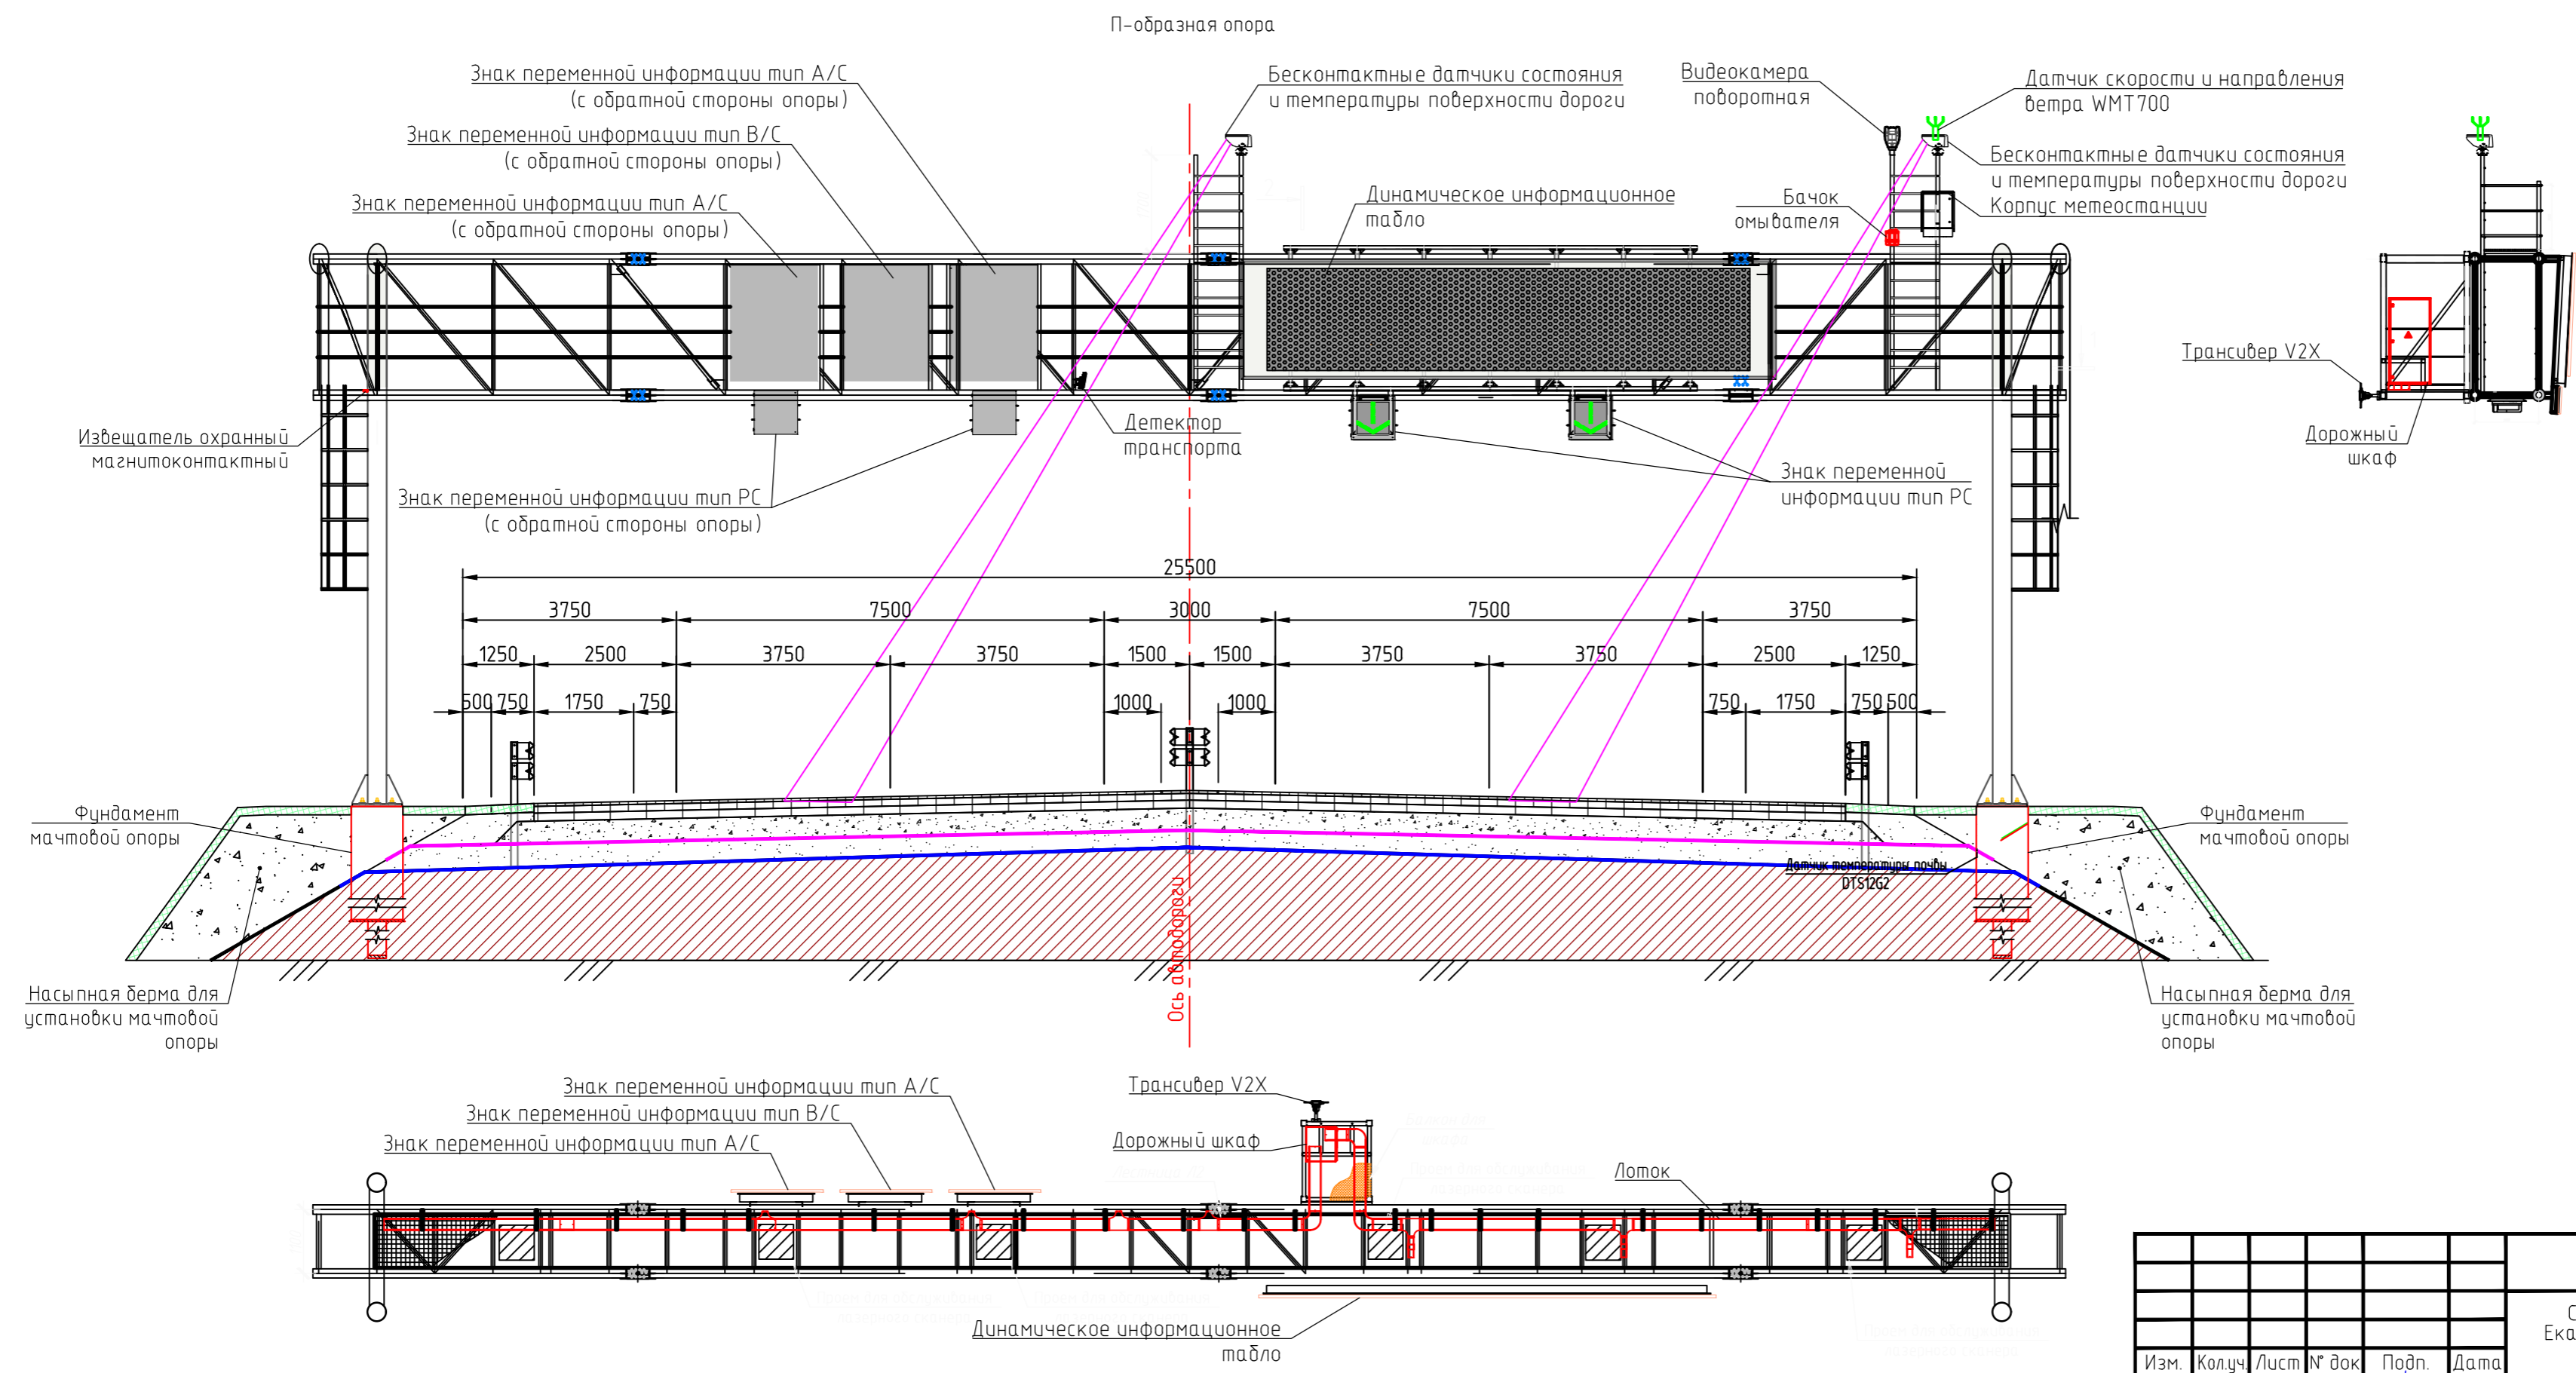 П-образная опора
Знак переменной информации тип А/С
(с обратной стороны опоры)
Знак переменной информации тип В/С
(с обратной стороны опоры)
Знак переменной информации тип А/С
(с обратной стороны опоры)
Бесконтактные датчики состояния
и температуры поверхности дороги
Видеокамера
поворотная
Датчик скорости и направления
ветра WMT700
Бесконтактные датчики состояния
и температуры поверхности дороги
Корпус метеостанции
Динамическое информационное
табло
Бачок
омывателя
Трансивер V2X
Дорожный
шкаф
Извещатель охранный
магнитоконтактный
Детектор
транспорта
Знак переменной информации тип РС
(с обратной стороны опоры)
Знак переменной
информации тип РС
25500
3750 7500 3000 7500 3750
1250 2500 3750 3750 1500 1500 3750 3750 2500 1250
500 750 1750 750 1000 1000 750 1750 750 500
Фундамент
мачтовой опоры
Фундамент
мачтовой опоры
Датчик температуры почвы
DTS12G2
Ось автодороги
Насыпная берма для
установки мачтовой
опоры
Насыпная берма для
установки мачтовой
опоры
Знак переменной информации тип А/С
Знак переменной информации тип В/С
Знак переменной информации тип А/С
Трансивер V2X
Дорожный шкаф
Лоток
Динамическое информационное
табло
Изм. Кол.уч. Лист № док Подп. Дата